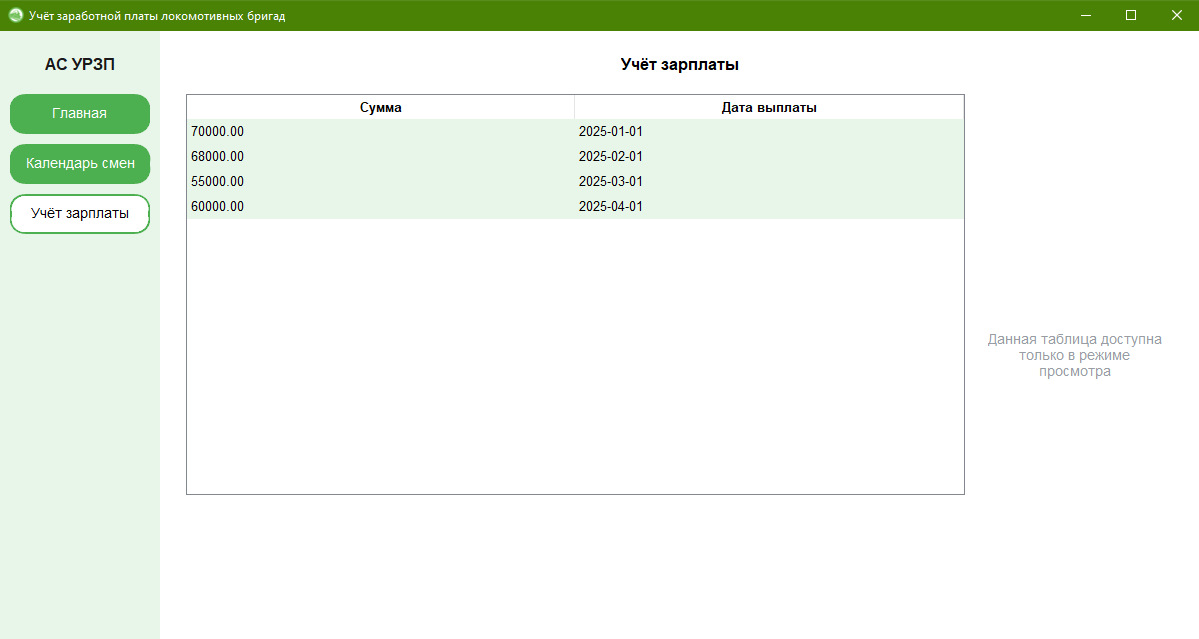 Учёт заработной платы локомотивных бригад
АС УРЗП
Главная
Календарь смен
Учёт зарплаты
Учёт зарплаты
Сумма Дата выплаты
70000.00 2025-01-01
68000.00 2025-02-01
55000.00 2025-03-01
60000.00 2025-04-01
Данная таблица доступна
только в режиме
просмотра